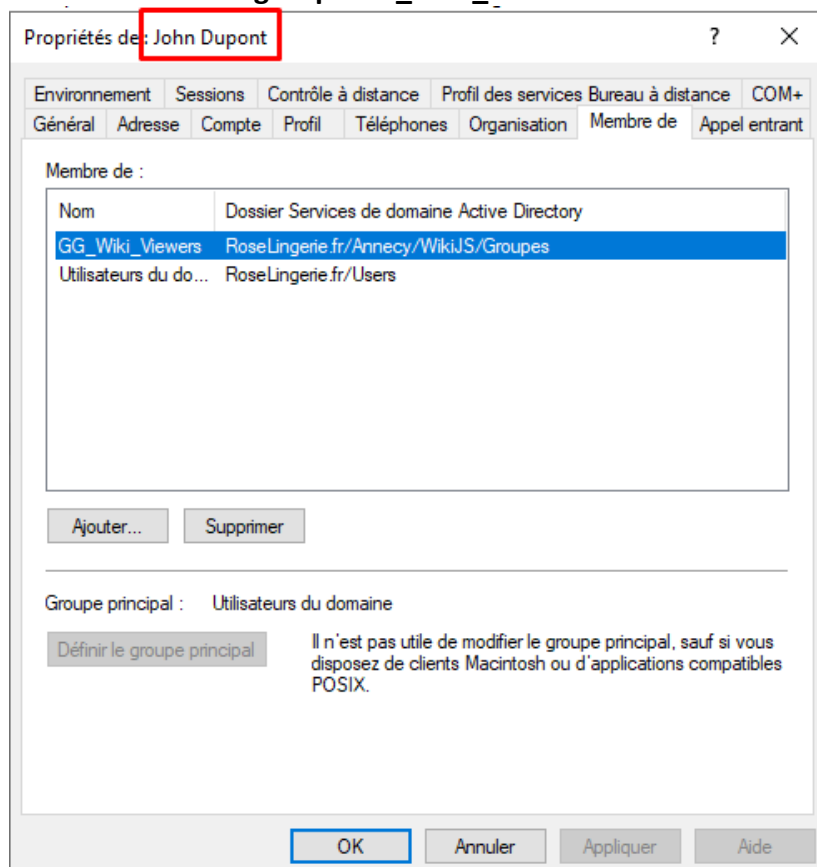 Propriétés de : John Dupont ? ×
Environnement Sessions Contrôle à distance Profil des services Bureau à distance COM+
Général Adresse Compte Profil Téléphones Organisation Membre de Appel entrant
Membre de :
Nom Dossier Services de domaine Active Directory
GG_Wiki_Viewers RoseLingerie.fr/Annecy/WikiJS/Groupes
Utilisateurs du do... RoseLingerie.fr/Users
Ajouter... Supprimer
Groupe principal : Utilisateurs du domaine
Définir le groupe principal
Il n'est pas utile de modifier le groupe principal, sauf si vous
disposez de clients Macintosh ou d'applications compatibles
POSIX.
OK Annuler Appliquer Aide